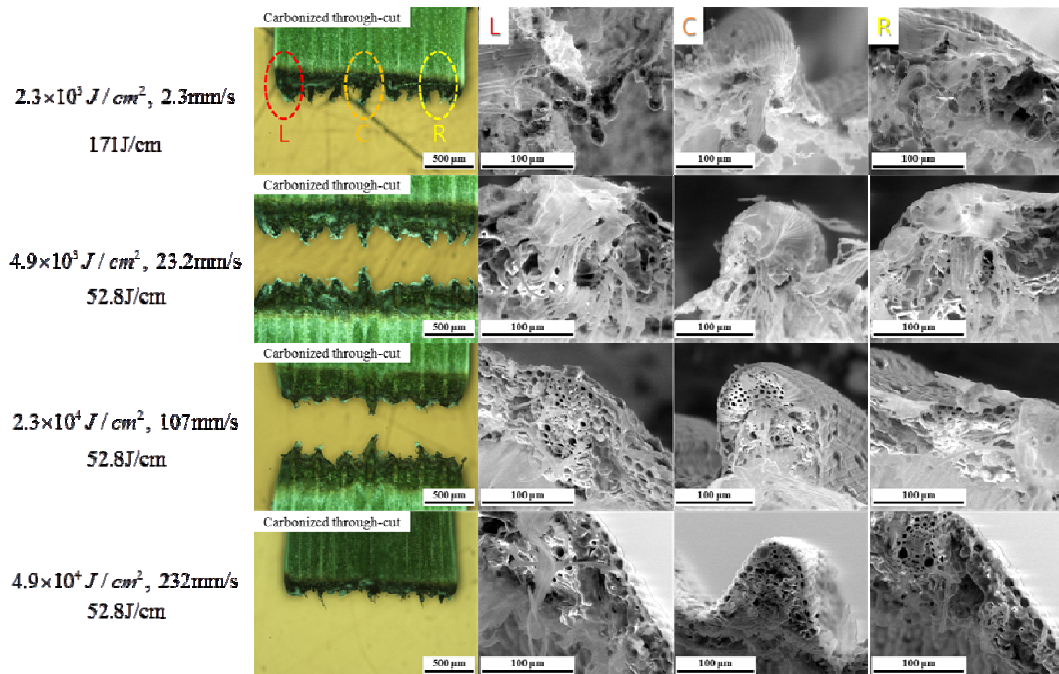 Carbonized through-cut
L
C
R
2.3×10³ J / cm², 2.3mm/s
171J/cm
L
R
500 μm
100 μm
100 μm
100 μm
Carbonized through-cut
4.9×10³ J / cm², 23.2mm/s
52.8J/cm
500 μm
100 μm
100 μm
100 μm
Carbonized through-cut
2.3×10⁴ J / cm², 107mm/s
52.8J/cm
500 μm
100 μm
100 μm
100 μm
Carbonized through-cut
4.9×10⁴ J / cm², 232mm/s
52.8J/cm
500 μm
100 μm
100 μm
100 μm